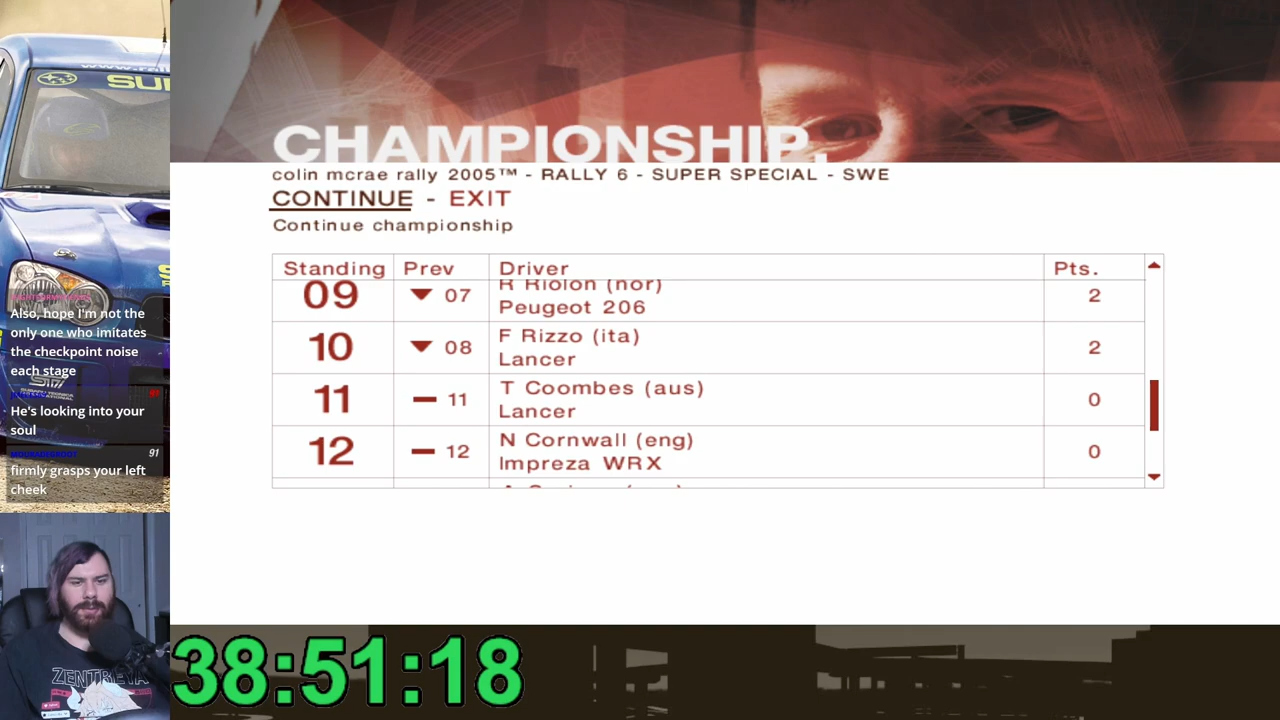 CHAMPIONSHIP.
colin mcrae rally 2005™ - RALLY 6 - SUPER SPECIAL - SWE
CONTINUE - EXIT
Continue championship
Standing Prev Driver Pts.
09 07 R Riolon (nor) 2
Peugeot 206
10 08 F Rizzo (ita) 2
Lancer
11 11 T Coombes (aus) 0
Lancer
12 12 N Cornwall (eng) 0
Impreza WRX
SU
Also, hope I'm not the
only one who imitates
the checkpoint noise
each stage
He's looking into your
soul
91
firmly grasps your left
cheek
ZENTREYA
38:51:18